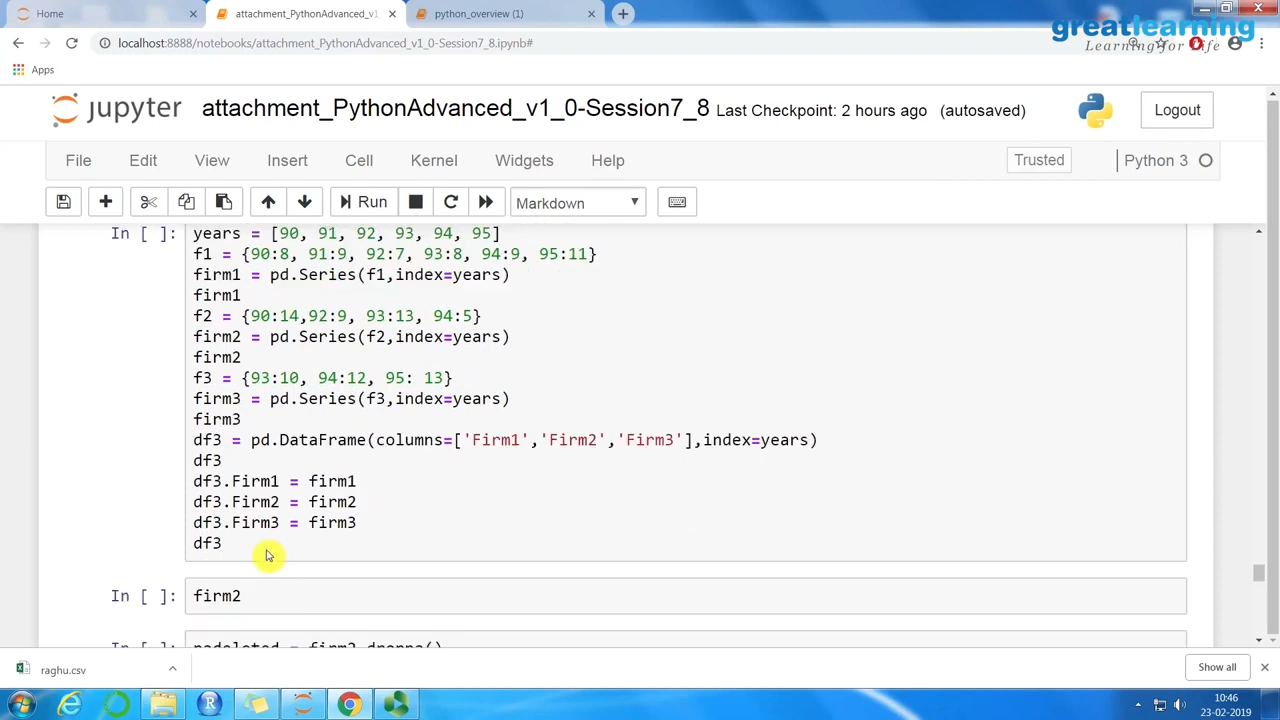 Home
attachment_PythonAdvanced_v1_
python_overview (1)
greatlearning
Learning for Life
localhost:8888/notebooks/attachment_PythonAdvanced_v1_0-Session7_8.ipynb#
Apps
jupyter attachment_PythonAdvanced_v1_0-Session7_8 Last Checkpoint: 2 hours ago (autosaved)
Logout
File Edit View Insert Cell Kernel Widgets Help
Trusted
Python 3
Run
Markdown
In [ ]: years = [90, 91, 92, 93, 94, 95]
f1 = {90:8, 91:9, 92:7, 93:8, 94:9, 95:11}
firm1 = pd.Series(f1,index=years)
firm1
f2 = {90:14,92:9, 93:13, 94:5}
firm2 = pd.Series(f2,index=years)
firm2
f3 = {93:10, 94:12, 95: 13}
firm3 = pd.Series(f3,index=years)
firm3
df3 = pd.DataFrame(columns=['Firm1','Firm2','Firm3'],index=years)
df3
df3.Firm1 = firm1
df3.Firm2 = firm2
df3.Firm3 = firm3
df3
In [ ]: firm2
In [ ]: nadeleted = firm2.dropna()
raghu.csv
Show all
10:46
23-02-2019